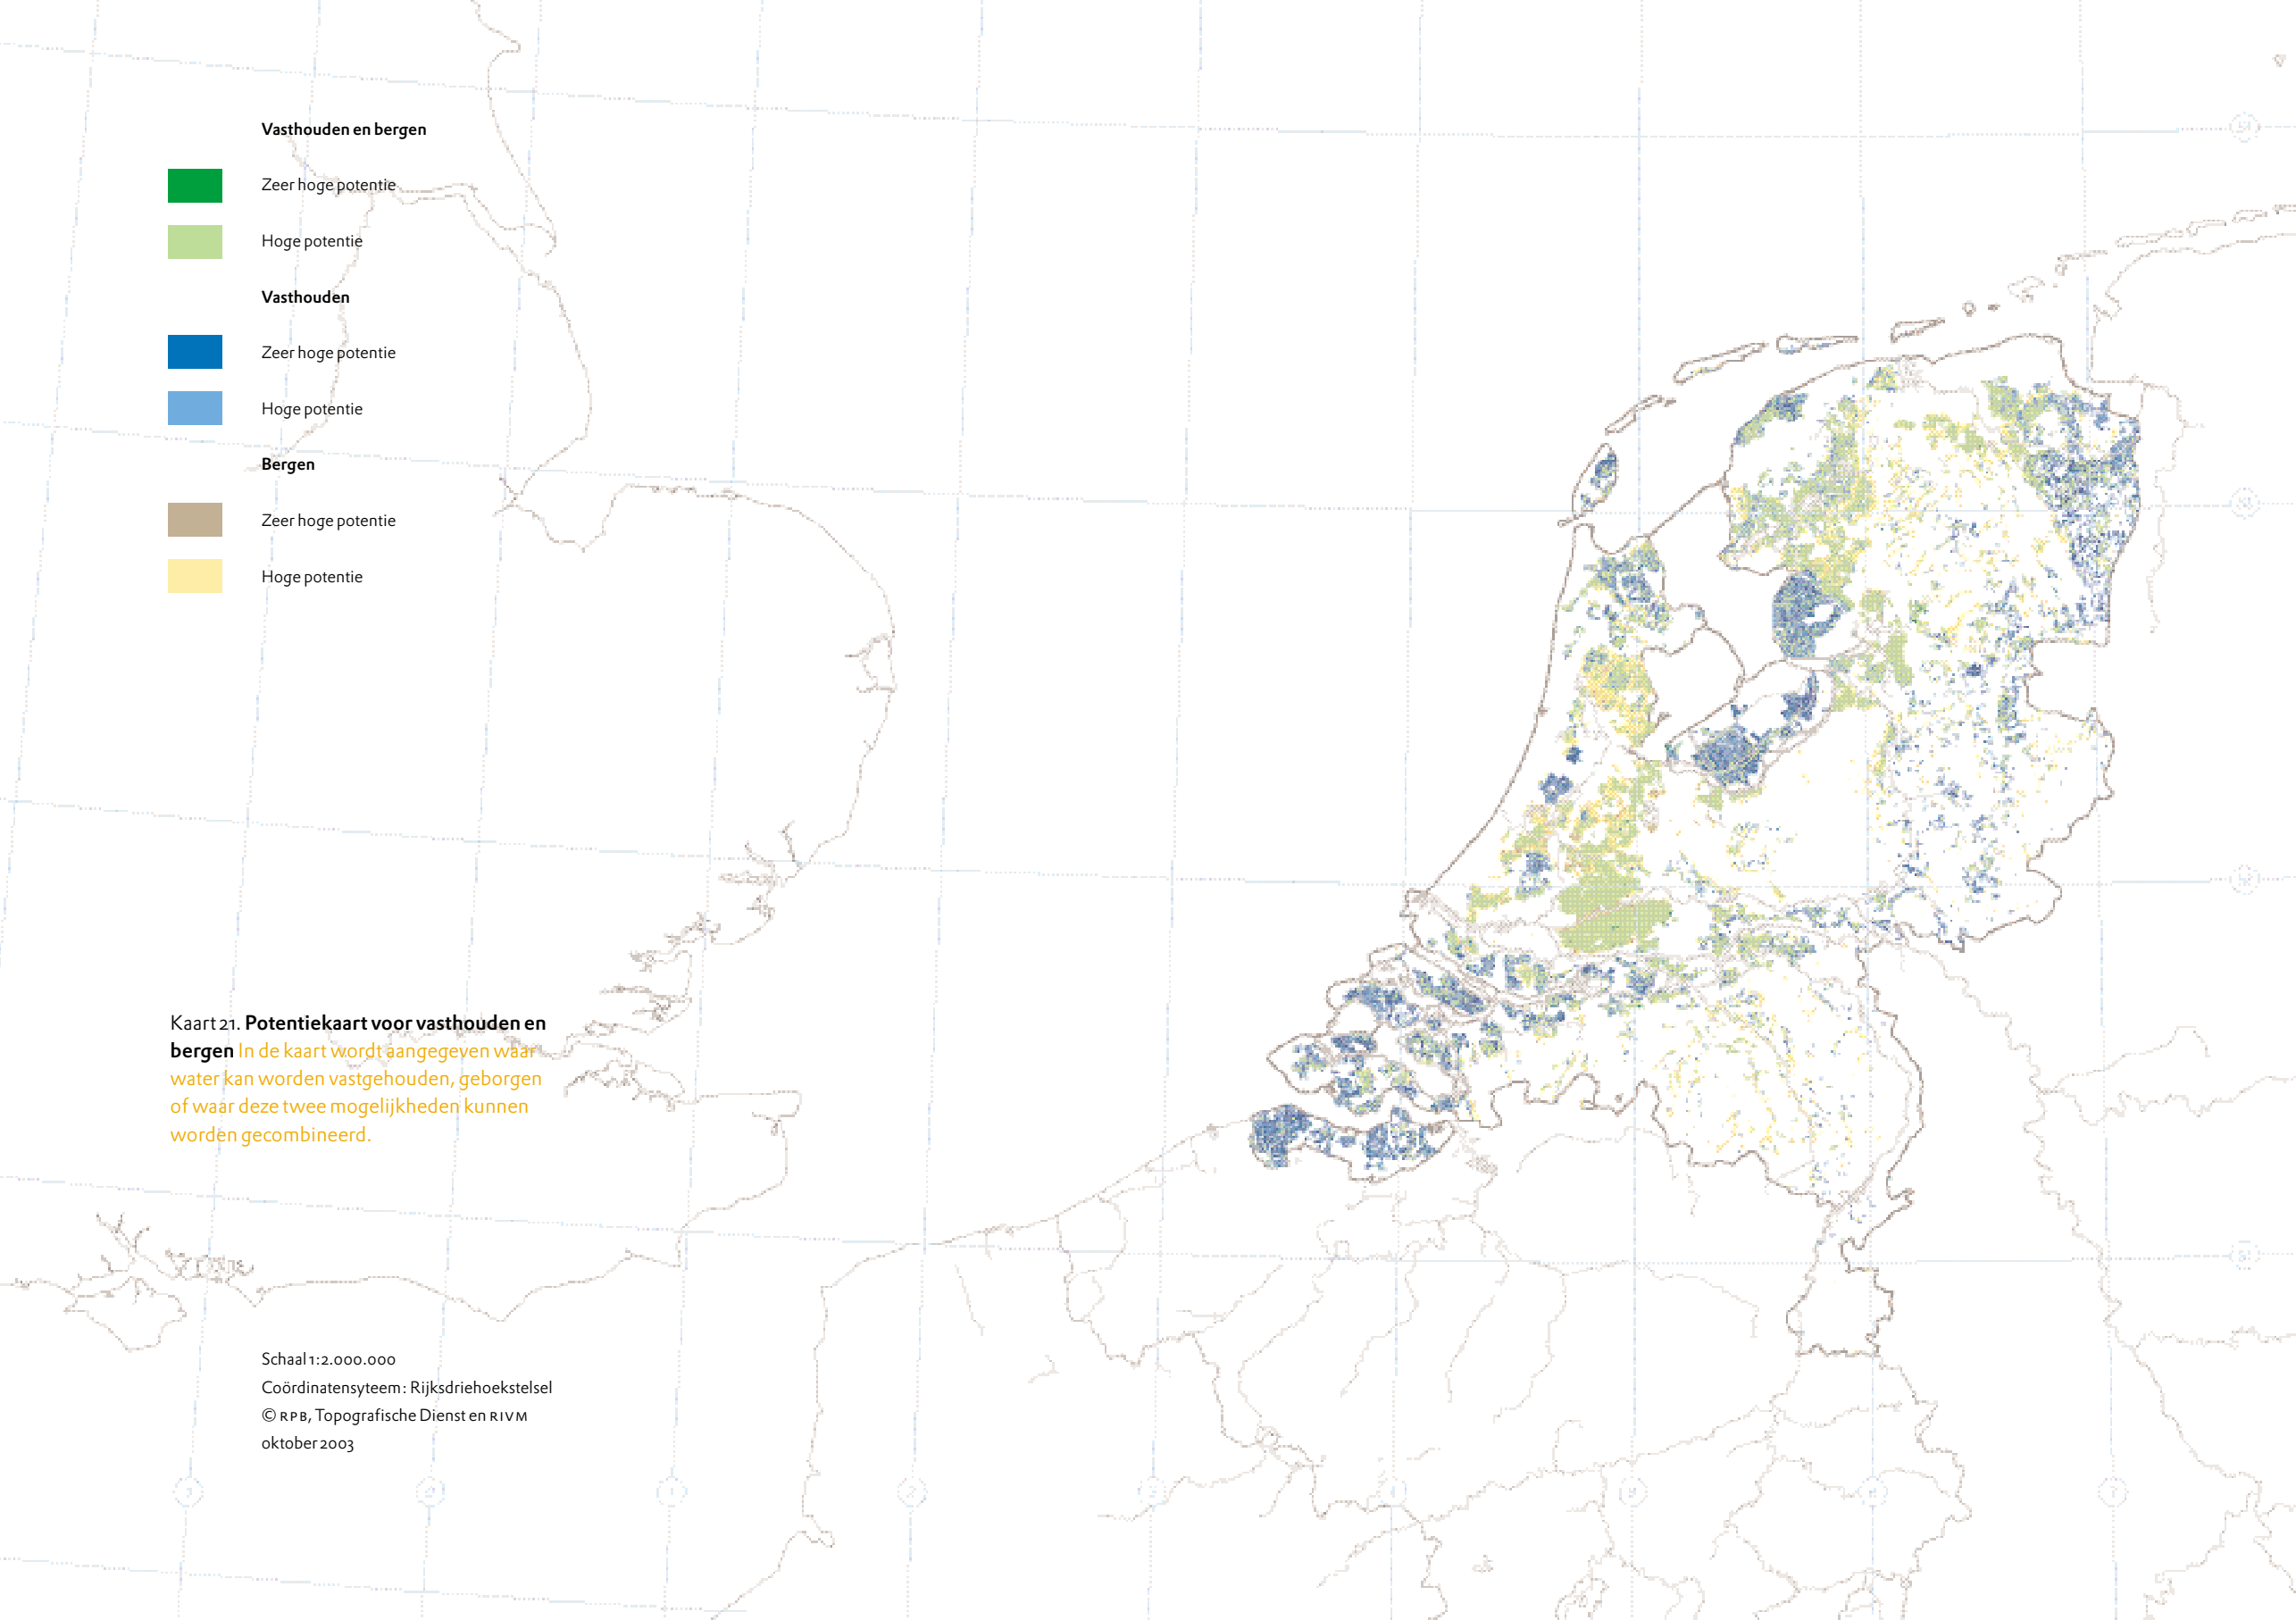 Vasthouden en bergen
Zeer hoge potentie
Hoge potentie
Vasthouden
Zeer hoge potentie
Hoge potentie
Bergen
Zeer hoge potentie
Hoge potentie
Kaart 21. Potentiekaart voor vasthouden en
bergen In de kaart wordt aangegeven waar
water kan worden vastgehouden, geborgen
of waar deze twee mogelijkheden kunnen
worden gecombineerd.
Schaal 1:2.000.000
Coördinatensyteem: Rijksdriehoekstelsel
© RPB, Topografische Dienst en RIVM
oktober 2003